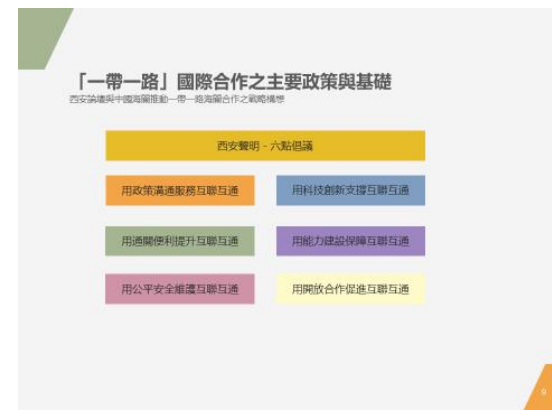 「一帶一路」國際合作之主要政策與基礎
西安論壇與中國海關推動一帶一路海關合作之戰略構想
西安聲明 - 六點倡議
用政策溝通服務互聯互通
用科技創新支撐互聯互通
用通關便利提升互聯互通
用能力建設保障互聯互通
用公平安全維護互聯互通
用開放合作促進互聯互通
9